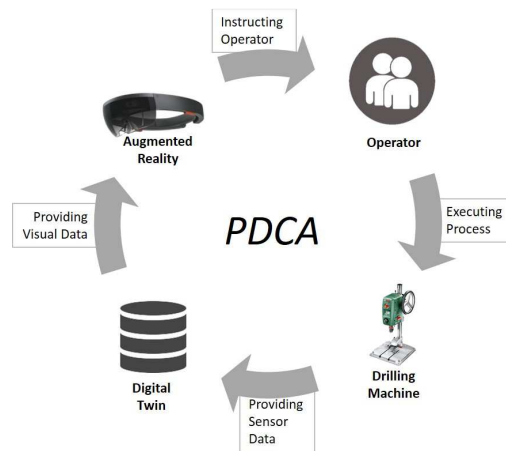 Instructing
Operator
Augmented
Reality
Operator
Providing
Visual Data
PDCA
Executing
Process
Digital
Twin
Drilling
Machine
Providing
Sensor
Data